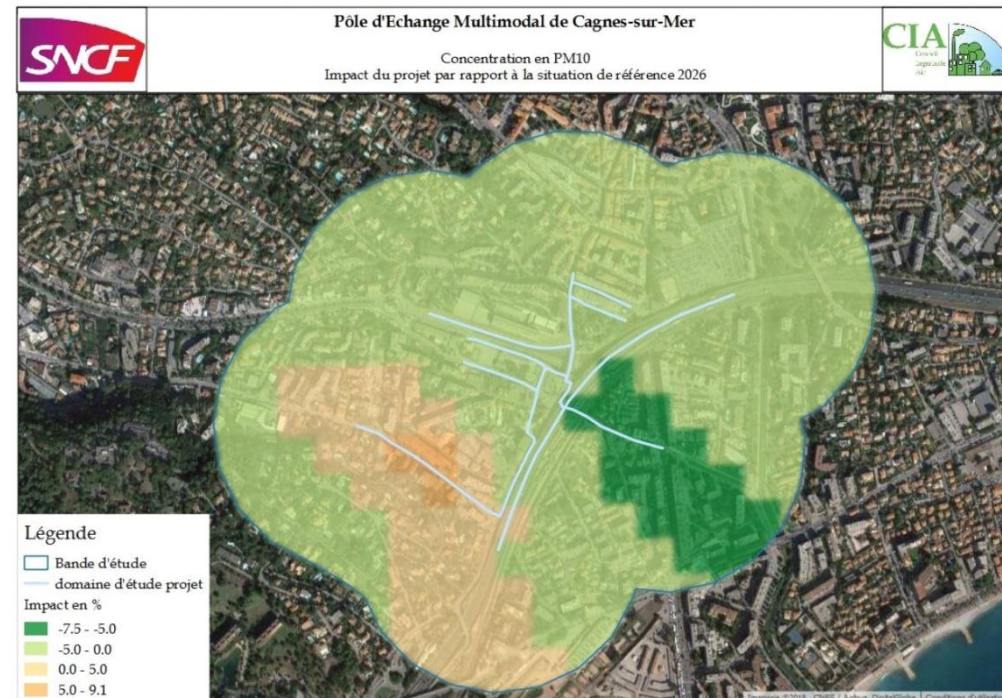 SNCF
Pôle d'Echange Multimodal de Cagnes-sur-Mer
Concentration en PM10
Impact du projet par rapport à la situation de référence 2026
CIA
Légende
Bande d'étude
domaine d'étude projet
Impact en %
-7.5 - -5.0
-5.0 - 0.0
0.0 - 5.0
5.0 - 9.1